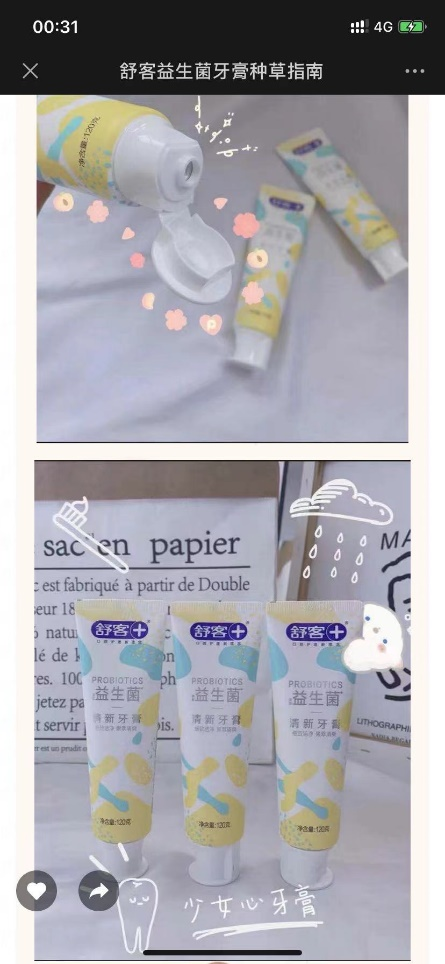 00:31
4G
舒客益生菌牙膏种草指南
净含量:120克
sac en papier
c est fabriqué à partir de Double
MA
舒客 舒客 舒客
PROBIOTICS PROBIOTICS PROBIOTICS
益生菌 益生菌 益生菌
清新牙膏 清新牙膏 清新牙膏
jetez pa
t servir
is.
LITHOGRAPHI
净含量:120克 净含量:120克 净含量:120克
少女心牙膏